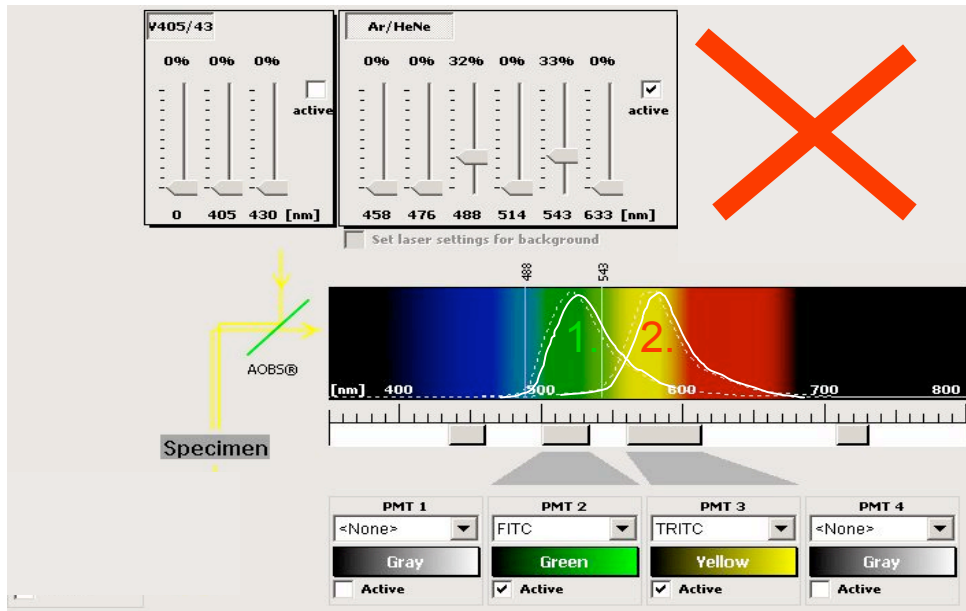 Y405/43
Ar/HeNe
0% 0% 0%
0% 0% 32% 0% 33% 0%
active
active
0 405 430 [nm]
458 476 488 514 543 633 [nm]
Set laser settings for background
488 543
AOBS®
1. 2.
[nm] 400 500 600 700 800
Specimen
PMT 1 PMT 2 PMT 3 PMT 4
<None> FITC TRITC <None>
Gray Green Yellow Gray
Active Active Active Active